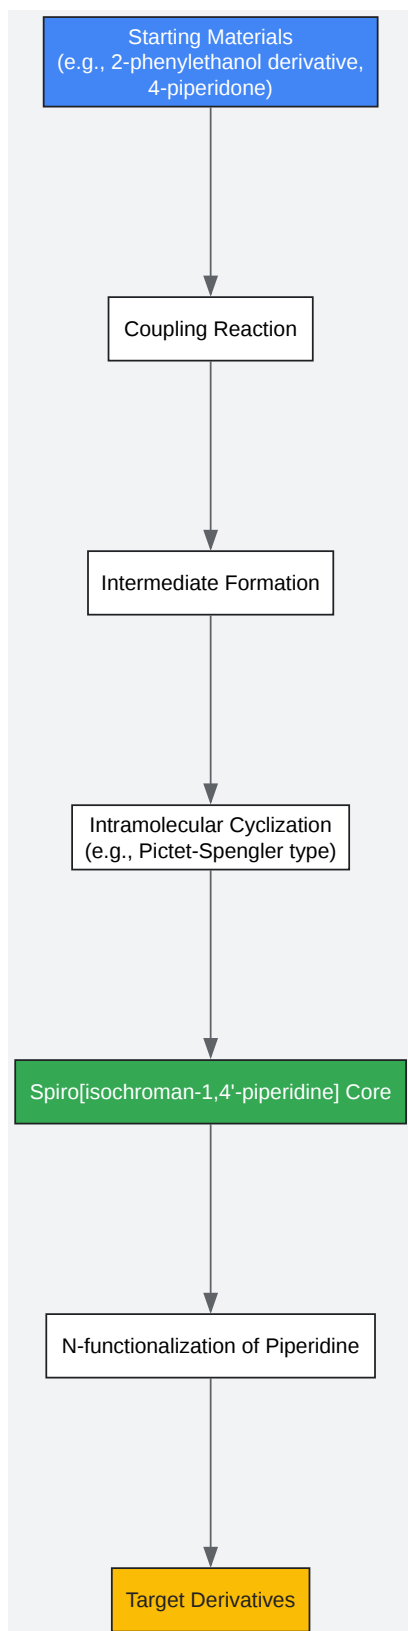 Starting Materials
(e.g., 2-phenylethanol derivative,
4-piperidone)
Coupling Reaction
Intermediate Formation
Intramolecular Cyclization
(e.g., Pictet-Spengler type)
Spiro[isochroman-1,4'-piperidine] Core
N-functionalization of Piperidine
Target Derivatives